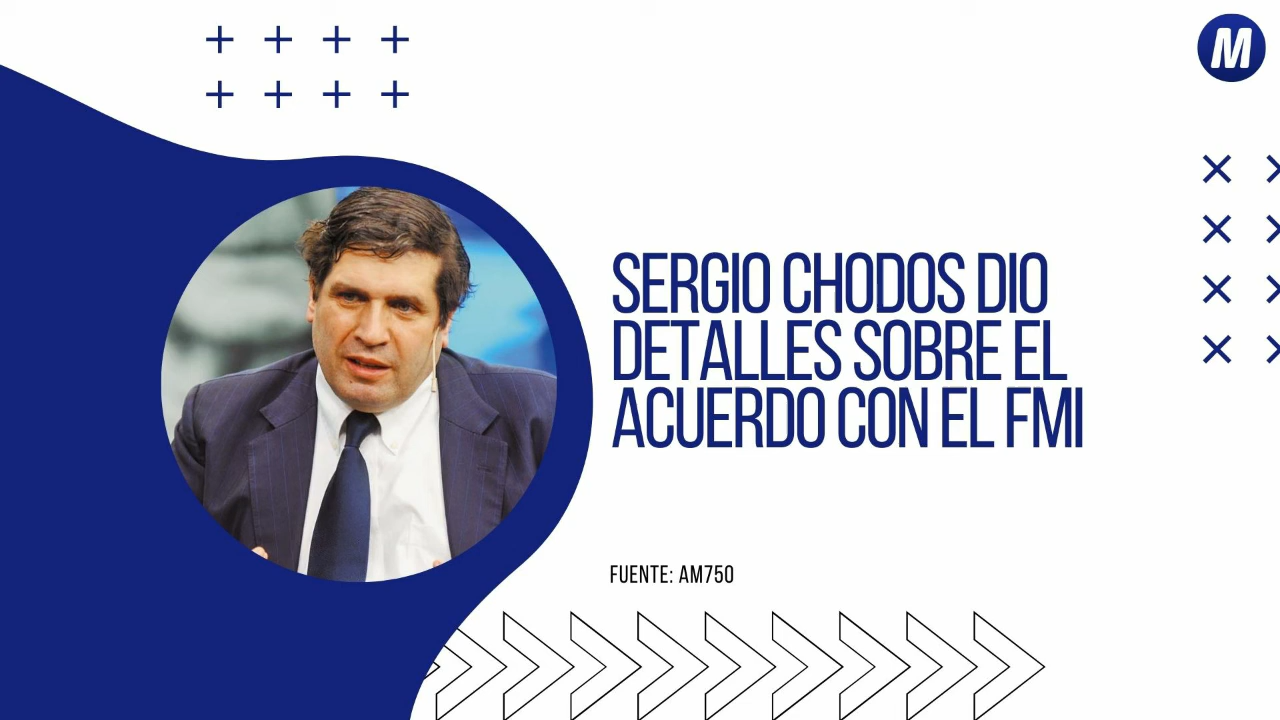 M
SERGIO CHODOS DIO
DETALLES SOBRE EL
ACUERDO CON EL FMI
FUENTE: AM750